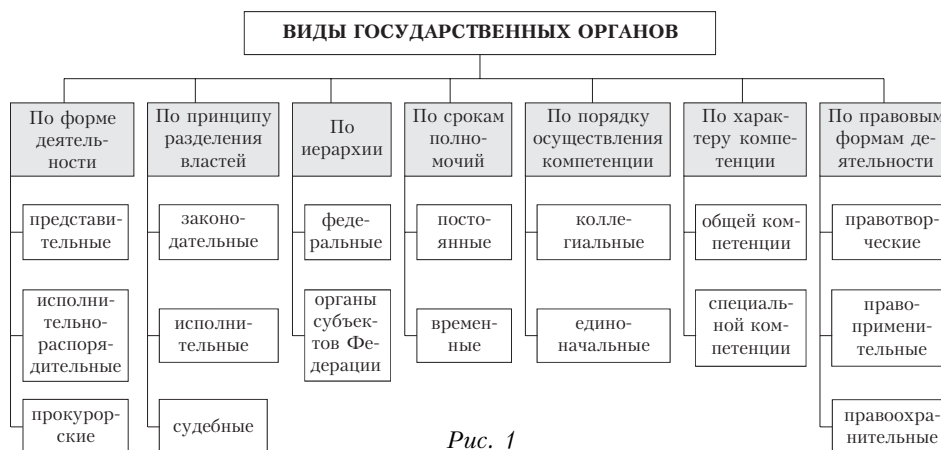 ВИДЫ ГОСУДАРСТВЕННЫХ ОРГАНОВ
По форме
деятель-
ности
По принципу
разделения
властей
По
иерархии
По срокам
полно-
мочий
По порядку
осуществления
компетенции
По харак-
теру компе-
тенции
По правовым
формам де-
ятельности
представи-
тельные
законо-
дательные
феде-
ральные
посто-
янные
колле-
гиальные
общей ком-
петенции
правотвор-
ческие
исполни-
тельно-
распоря-
дительные
исполни-
тельные
органы
субъек-
тов Фе-
дерации
времен-
ные
едино-
начальные
специаль-
ной ком-
петенции
право-
примени-
тельные
прокурор-
ские
судебные
правоохра-
нительные
Рис. 1